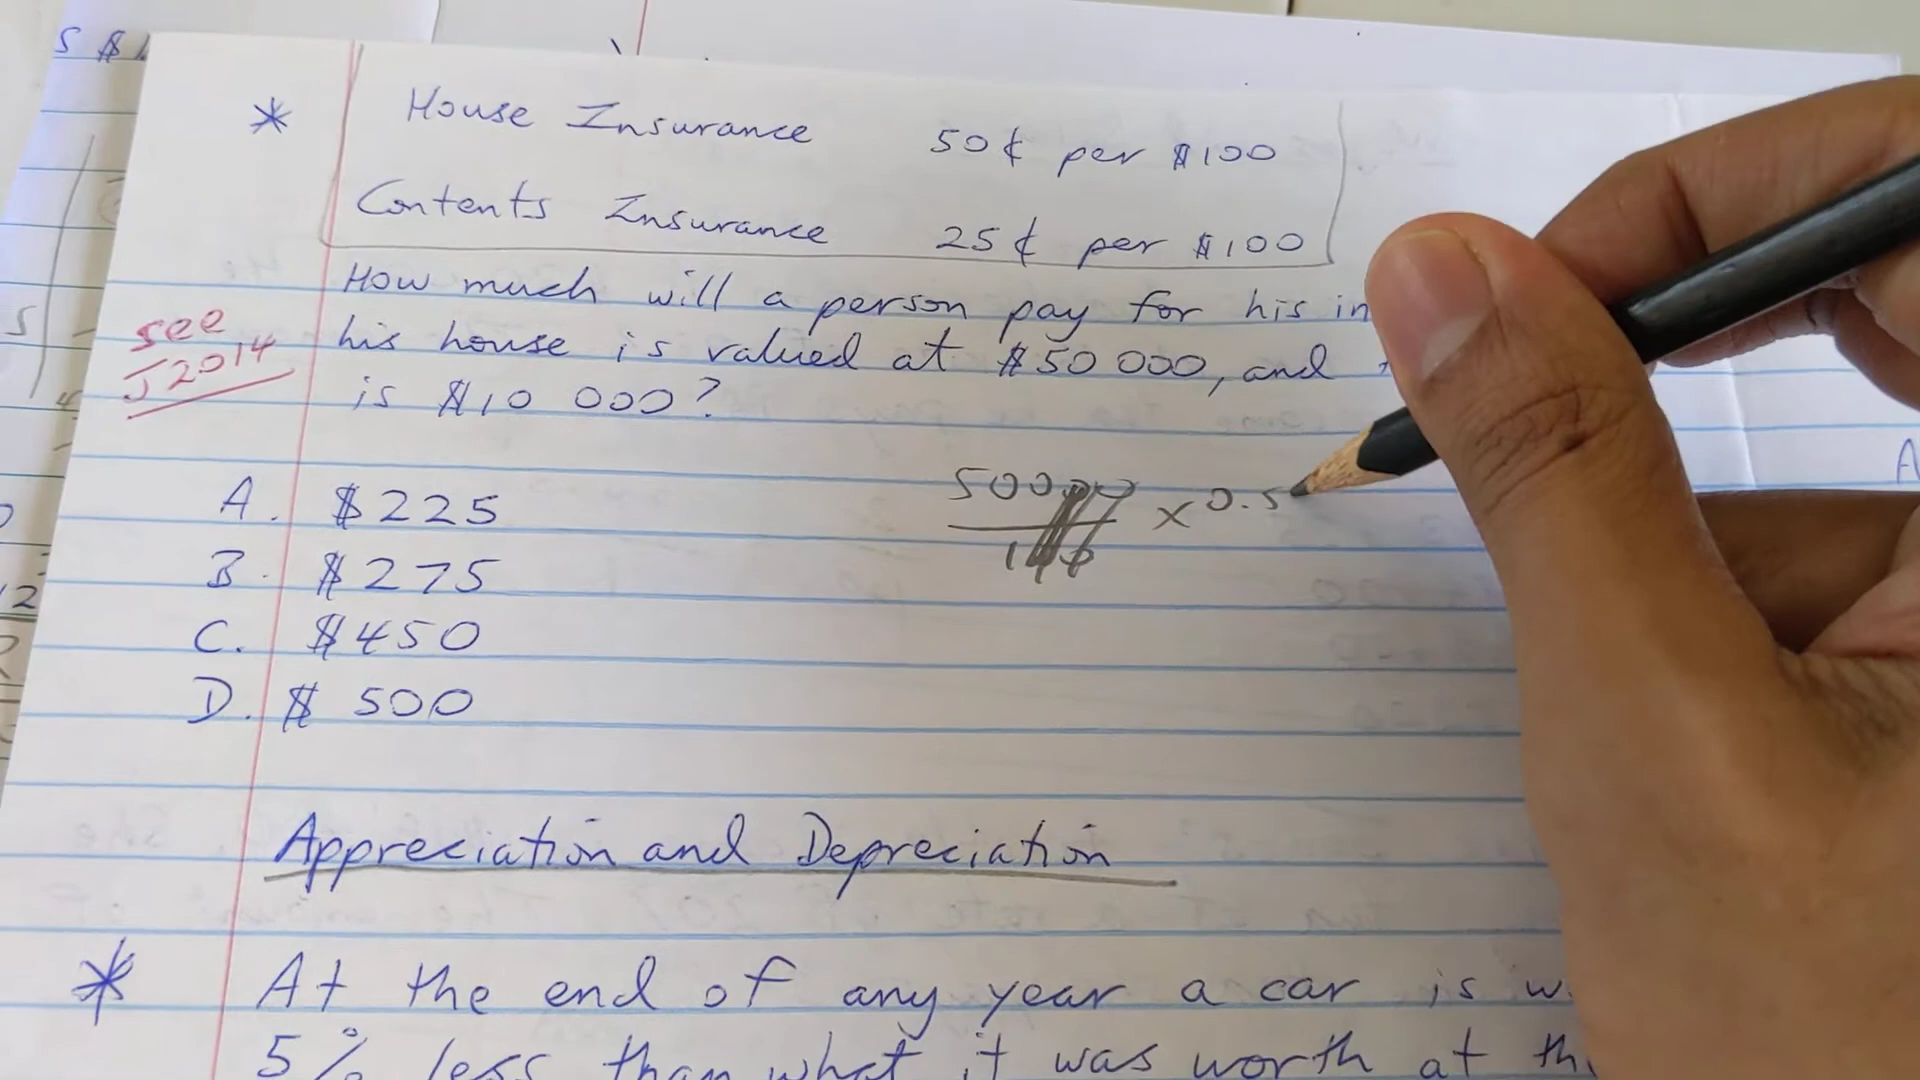 S $1
* House Insurance 50¢ per $100
Contents Insurance 25¢ per $100
How much will a person pay for his in
see J2014
his house is valued at $50 000, and
is $10 000?
50000 / 100 × 0.5
A. $225
B. $275
C. $450
D. $ 500
Appreciation and Depreciation
* At the end of any year a car is w
5% less than what it was worth at th